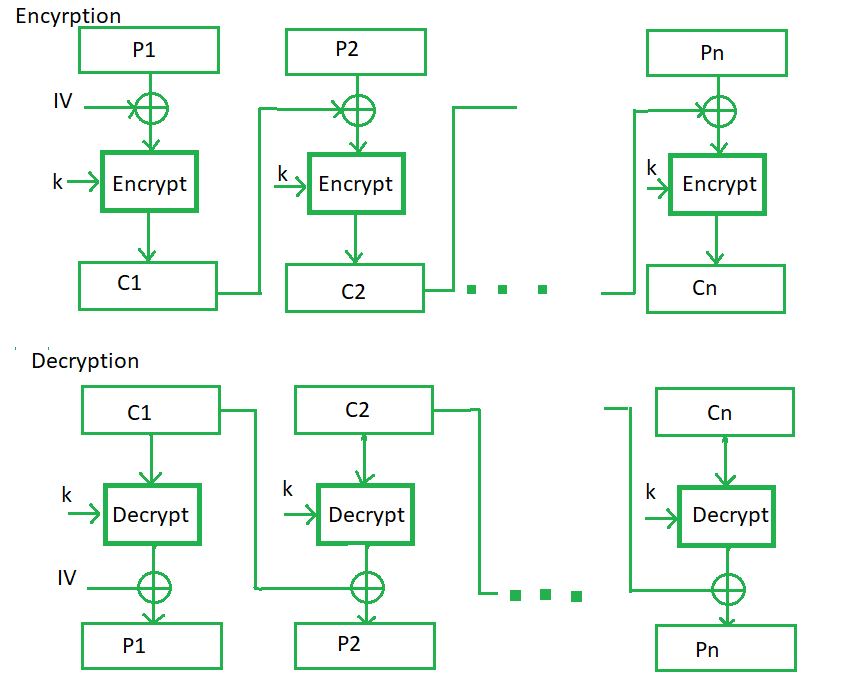 Encyrption
P1
P2
Pn
IV
k
Encrypt
k
Encrypt
k
Encrypt
C1
C2
Cn
Decryption
C1
C2
Cn
k
Decrypt
k
Decrypt
k
Decrypt
IV
P1
P2
Pn